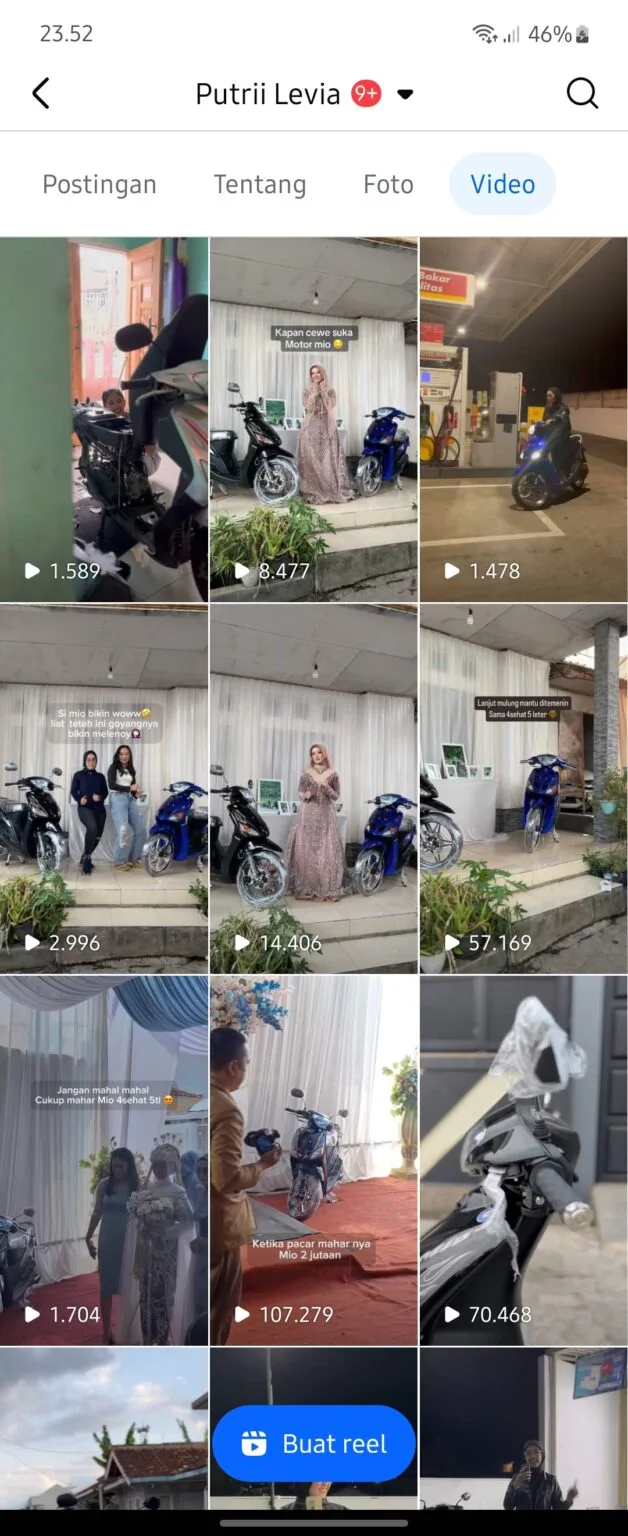 23.52
46%
Putrii Levia 9+
Postingan Tentang Foto Video
Bakar
litas
Kapan cewe suka
Motor mio
1.589
8.477
1.478
Si mio bikin woww
liat teteh ini goyangnya
bikin melenoy
Lanjut mulung mantu ditemenin
Sama 4sehat 5 leter
2.996
14.406
57.169
Jangan mahal mahal
Cukup mahar Mio 4sehat 5tl
Ketika pacar mahar nya
Mio 2 jutaan
1.704
107.279
70.468
Buat reel